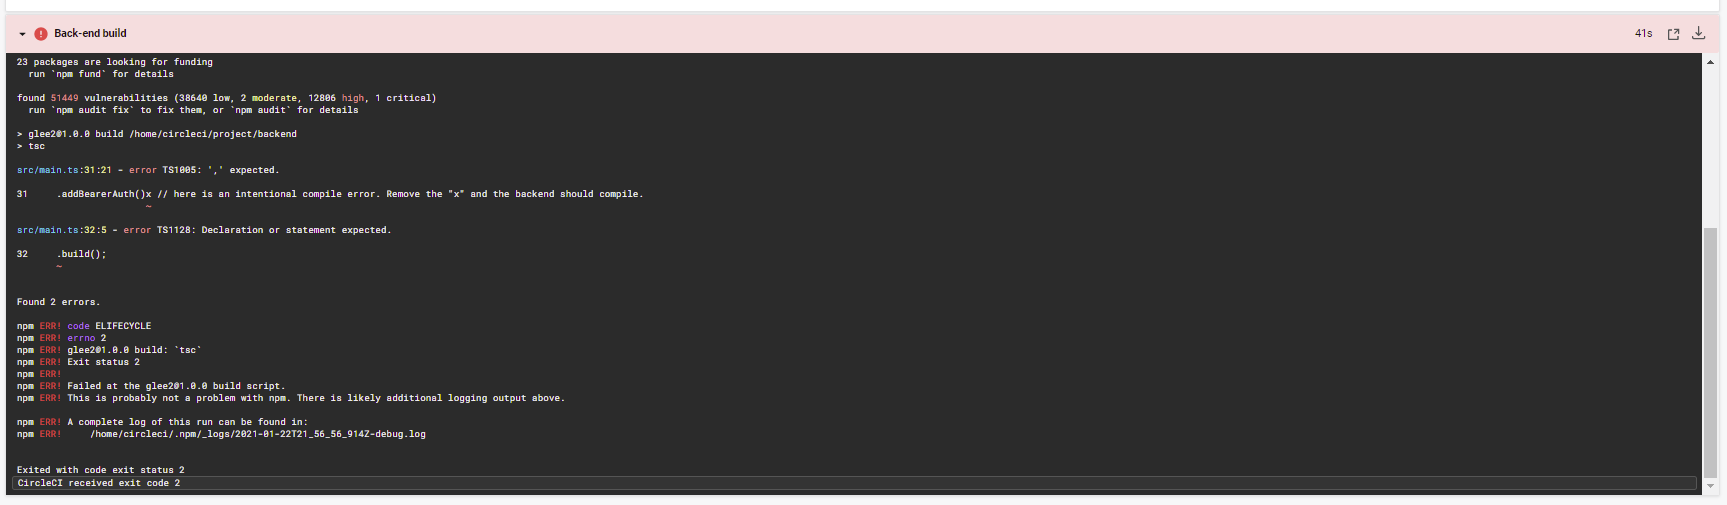 Back-end build
41s
23 packages are looking for funding
run `npm fund` for details
found 51449 vulnerabilities (38640 low, 2 moderate, 12806 high, 1 critical)
run `npm audit fix` to fix them, or `npm audit` for details
> glee2@1.0.0 build /home/circleci/project/backend
> tsc
src/main.ts:31:21 - error TS1005: ',' expected.
31     .addBearerAuth()x // here is an intentional compile error. Remove the "x" and the backend should compile.
~
src/main.ts:32:5 - error TS1128: Declaration or statement expected.
32     .build();
~
Found 2 errors.
npm ERR! code ELIFECYCLE
npm ERR! errno 2
npm ERR! glee2@1.0.0 build: `tsc`
npm ERR! Exit status 2
npm ERR!
npm ERR! Failed at the glee2@1.0.0 build script.
npm ERR! This is probably not a problem with npm. There is likely additional logging output above.
npm ERR! A complete log of this run can be found in:
npm ERR!     /home/circleci/.npm/_logs/2021-01-22T21_56_56_914Z-debug.log
Exited with code exit status 2
CircleCI received exit code 2